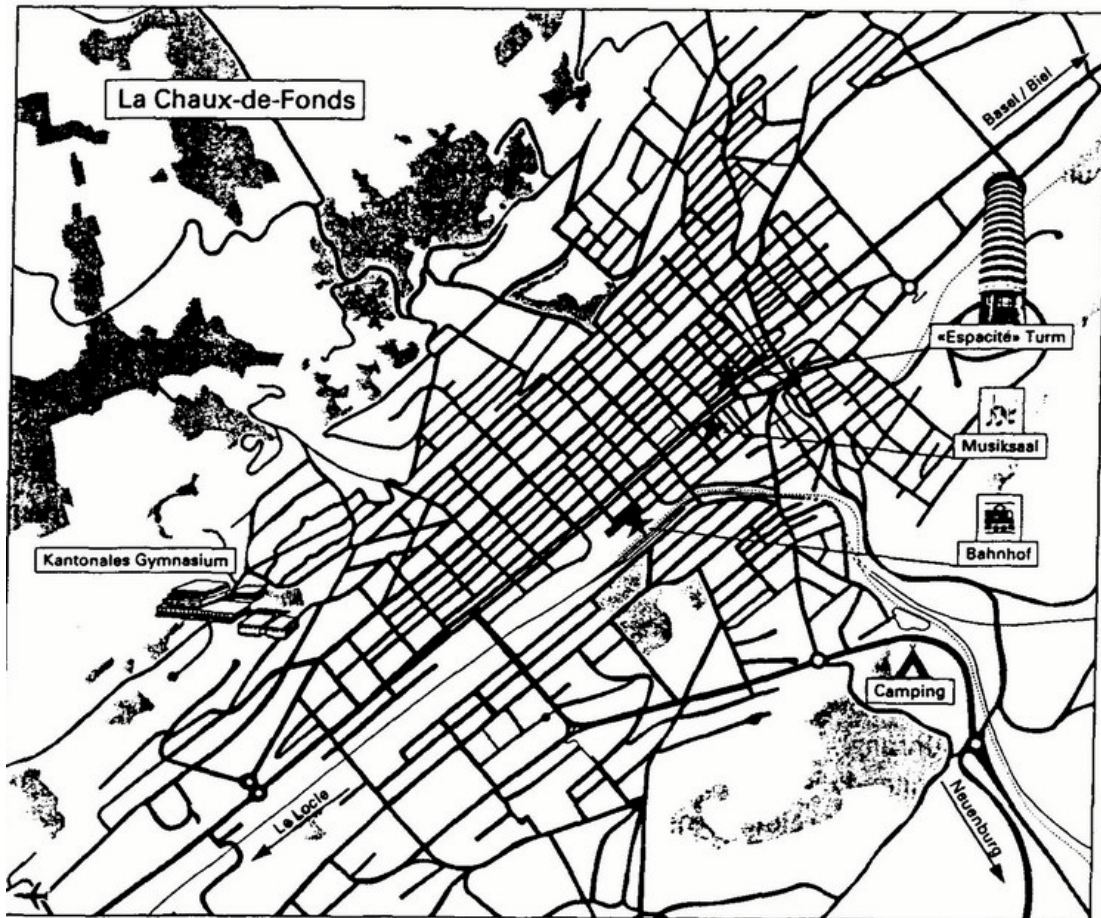 La Chaux-de-Fonds
Basel / Biel
«Espacité» Turm
Musiksaal
Bahnhof
Kantonales Gymnasium
Camping
Le Locle
Neuenburg